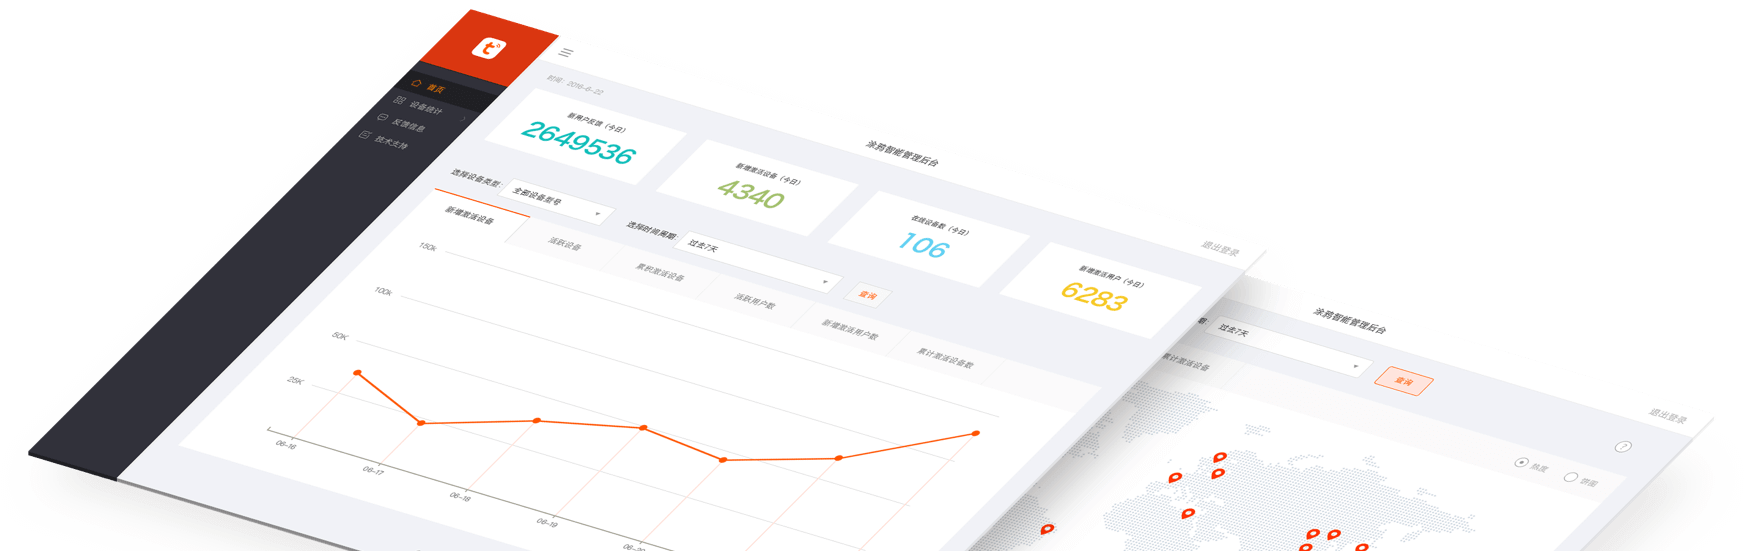 首页
设备统计
反馈信息
技术支持
时间：2016-6-22
涂鸦智能管理后台
退出登录
新用户反馈（今日）
2649536
新增激活设备（今日）
4340
在线设备数（今日）
106
新增激活用户（今日）
6283
选择设备类型:
全部设备型号
选择时间周期:
过去7天
查询
新增激活设备
活跃设备
累积激活设备
活跃用户数
新增激活用户数
累计激活设备数
150k
100k
50K
25K
06-16
06-17
06-18
06-19
06-20
涂鸦智能管理后台
退出登录
期:
过去7天
查询
累计激活设备
热度